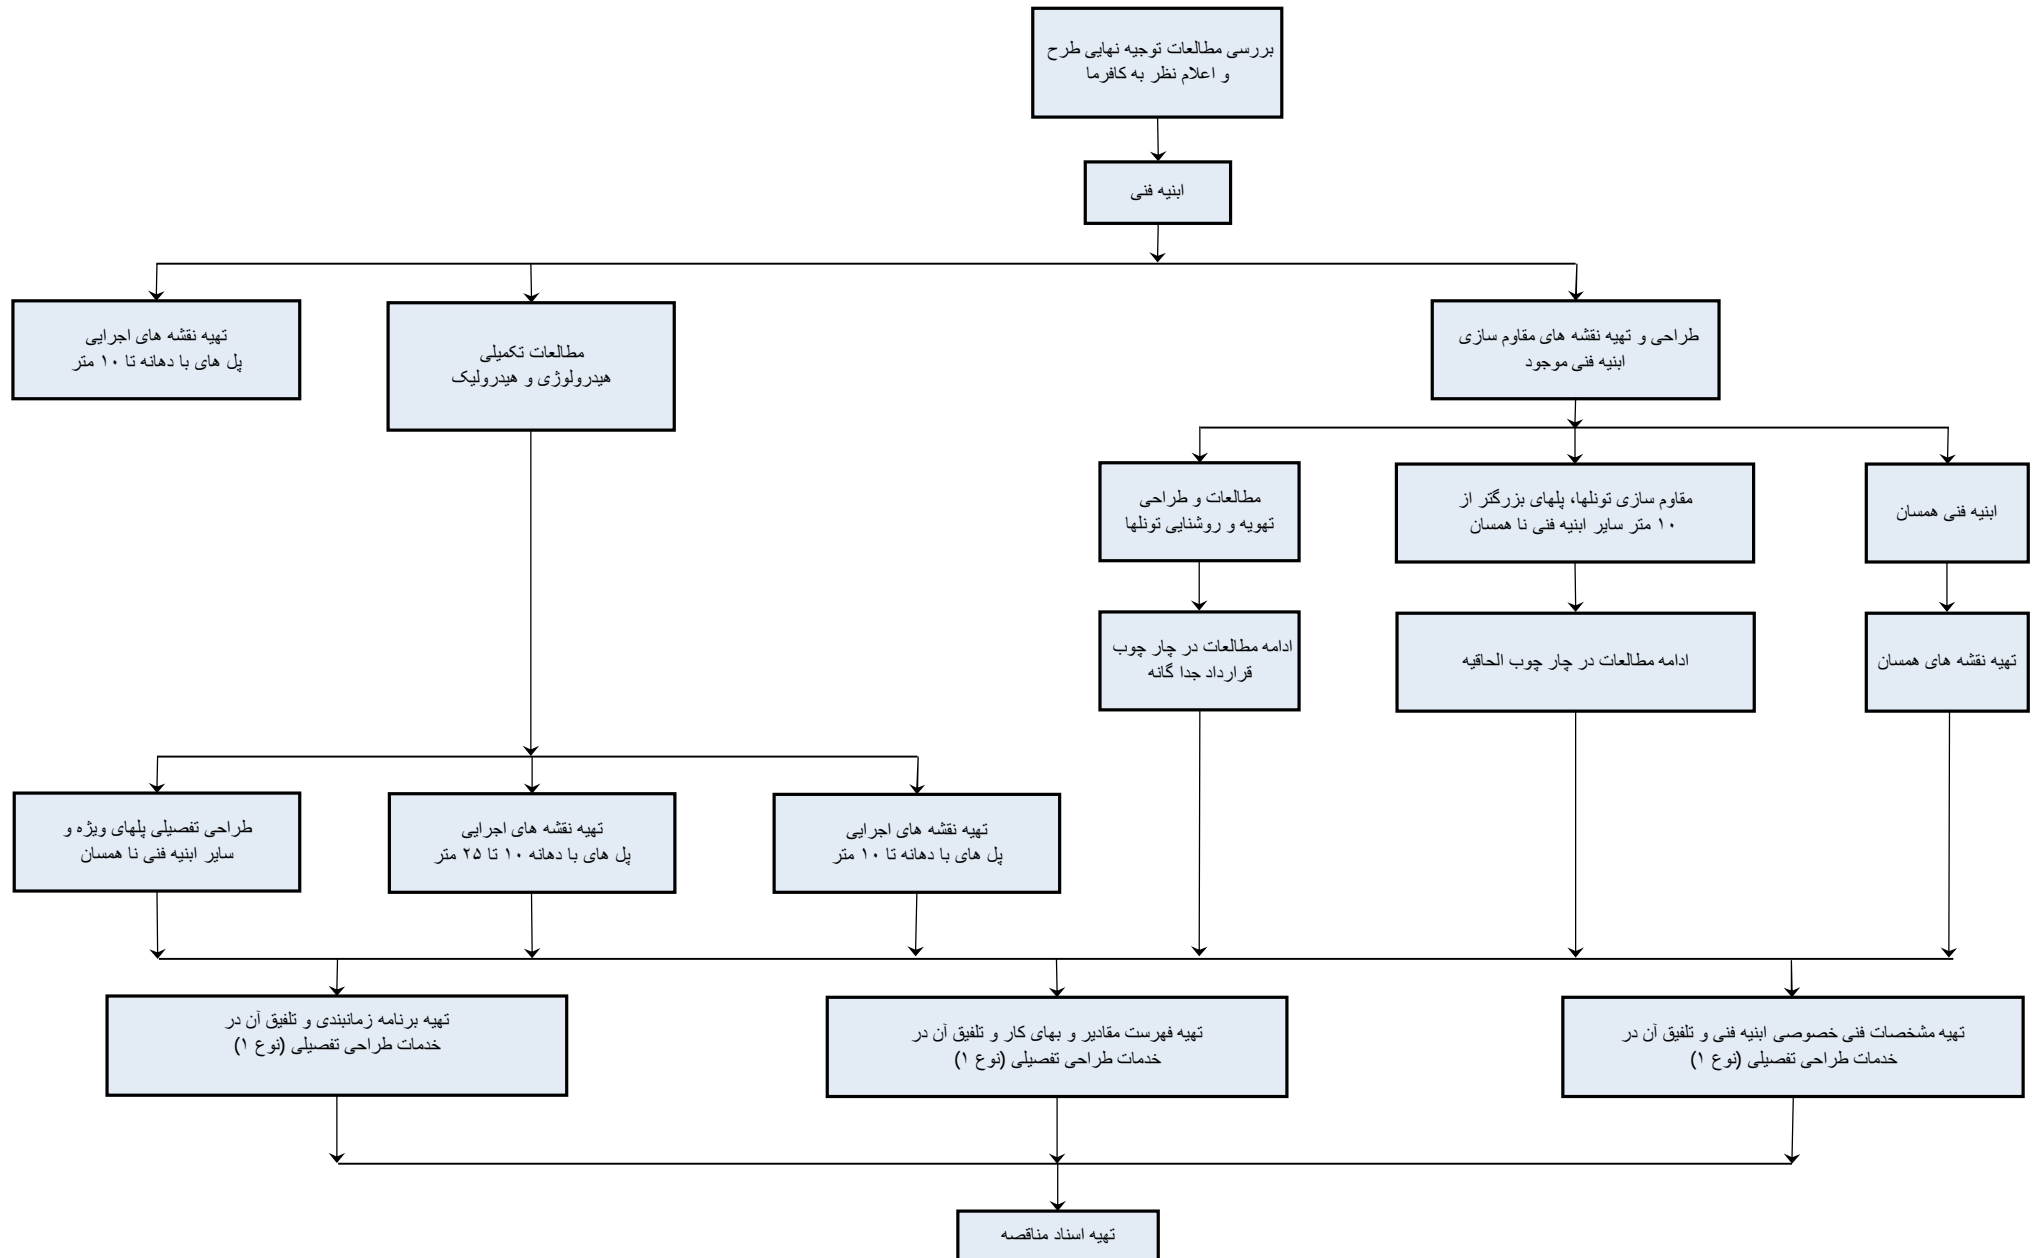 بررسی مطالعات توجیه نهایی طرح
و اعلام نظر به کافرما
ابنیه فنی
طراحی و تهیه نقشه های مقاوم سازی
ابنیه فنی موجود
مطالعات تکمیلی
هیدرولوژی و هیدرولیک
تهیه نقشه های اجرایی
پل های با دهانه تا ۱۰ متر
ابنیه فنی همسان
مقاوم سازی تونلها، پلهای بزرگتر از
۱۰ متر سایر ابنیه فنی نا همسان
مطالعات و طراحی
تهویه و روشنایی تونلها
تهیه نقشه های همسان
ادامه مطالعات در چار چوب الحاقیه
ادامه مطالعات در چار چوب
قرارداد جدا گانه
تهیه نقشه های اجرایی
پل های با دهانه تا ۱۰ متر
تهیه نقشه های اجرایی
پل های با دهانه ۱۰ تا ۲۵ متر
طراحی تفصیلی پلهای ویژه و
سایر ابنیه فنی نا همسان
تهیه مشخصات فنی خصوصی ابنیه فنی و تلفیق آن در
خدمات طراحی تفصیلی (نوع ۱)
تهیه فهرست مقادیر و بهای کار و تلفیق آن در
خدمات طراحی تفصیلی (نوع ۱)
تهیه برنامه زمانبندی و تلفیق آن در
خدمات طراحی تفصیلی (نوع ۱)
تهیه اسناد مناقصه